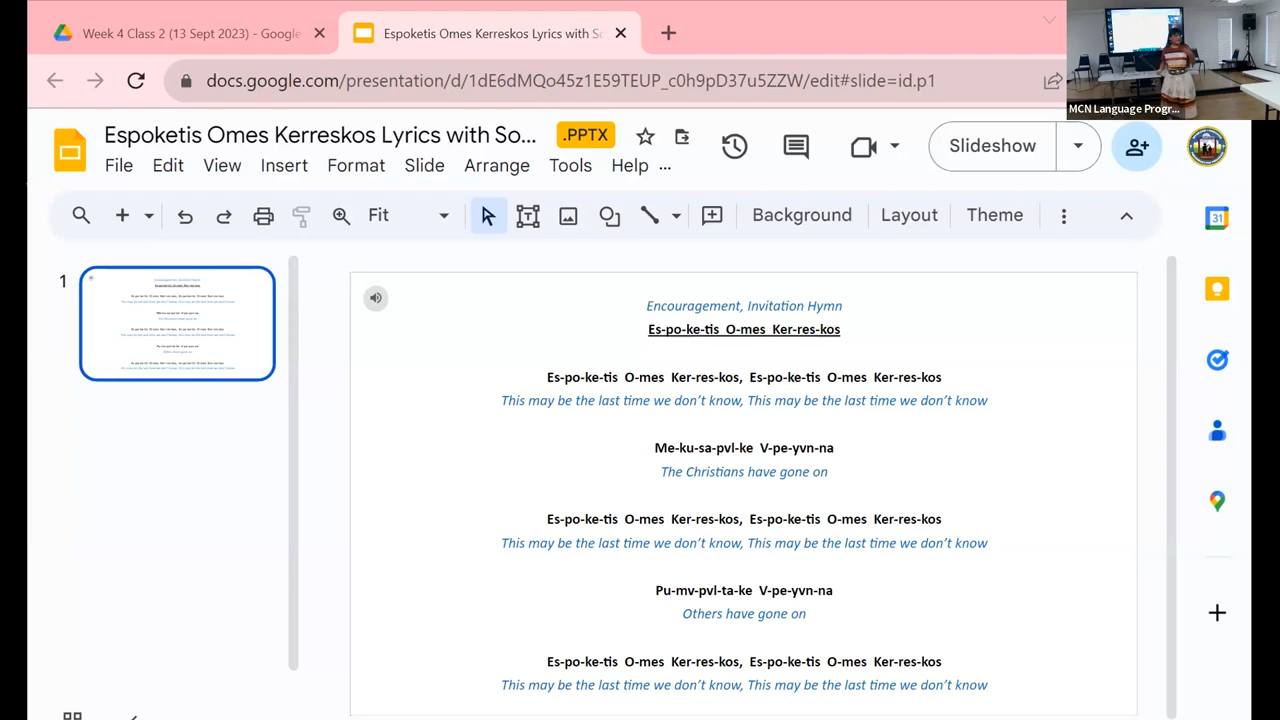 Week 4 Class 2 (13 Sept 2023) - Google
Espoketis Omes Kerreskos Lyrics with So
docs.google.com/presentation/d/1dE6dMQo45z1E59TEUP_c0h9pD37u5ZZW/edit#slide=id.p1
MCN Language Progr...
Espoketis Omes Kerreskos Lyrics with So... .PPTX
Slideshow
File Edit View Insert Format Slide Arrange Tools Help ...
Fit
Background Layout Theme
31
1
Encouragement, Invitation Hymn
Es-po-ke-tis O-mes Ker-res-kos
Es-po-ke-tis O-mes Ker-res-kos, Es-po-ke-tis O-mes Ker-res-kos
This may be the last time we don't know, This may be the last time we don't know
Me-ku-sa-pvl-ke V-pe-yvn-na
The Christians have gone on
Es-po-ke-tis O-mes Ker-res-kos, Es-po-ke-tis O-mes Ker-res-kos
This may be the last time we don't know, This may be the last time we don't know
Pu-mv-pvl-ta-ke V-pe-yvn-na
Others have gone on
Es-po-ke-tis O-mes Ker-res-kos, Es-po-ke-tis O-mes Ker-res-kos
This may be the last time we don't know, This may be the last time we don't know